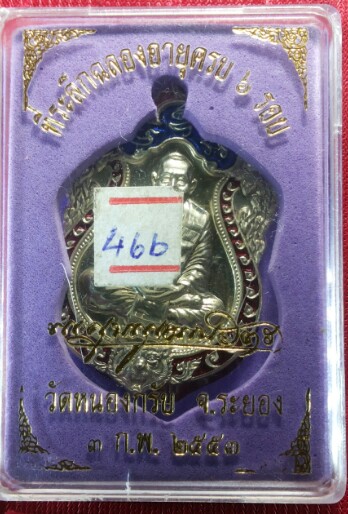 ที่ระลึกฉลองอายุครบ ๖ รอบ
466
วัดหนองกรับ จ.ระยอง
๓ ก.พ. ๒๕๕๓